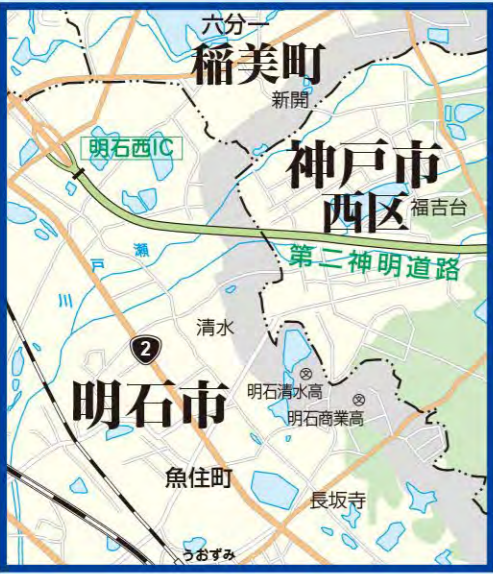 六分一
稲美町
新開
明石西IC
神戸市
西区
福吉台
第二神明道路
瀬戸川
清水
2
明石清水高
明石市
明石商業高
魚住町
長坂寺
うおずみ